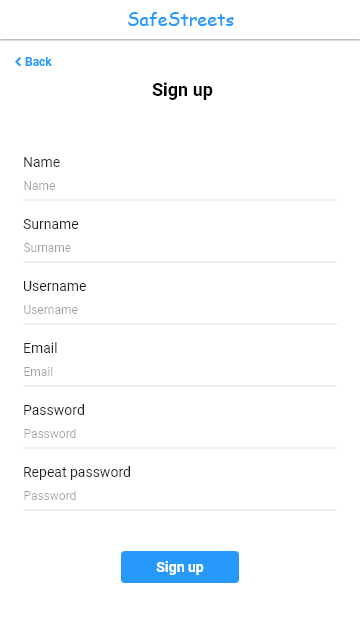 SafeStreets
Back
Sign up
Name
Name
Surname
Surname
Username
Username
Email
Email
Password
Password
Repeat password
Password
Sign up